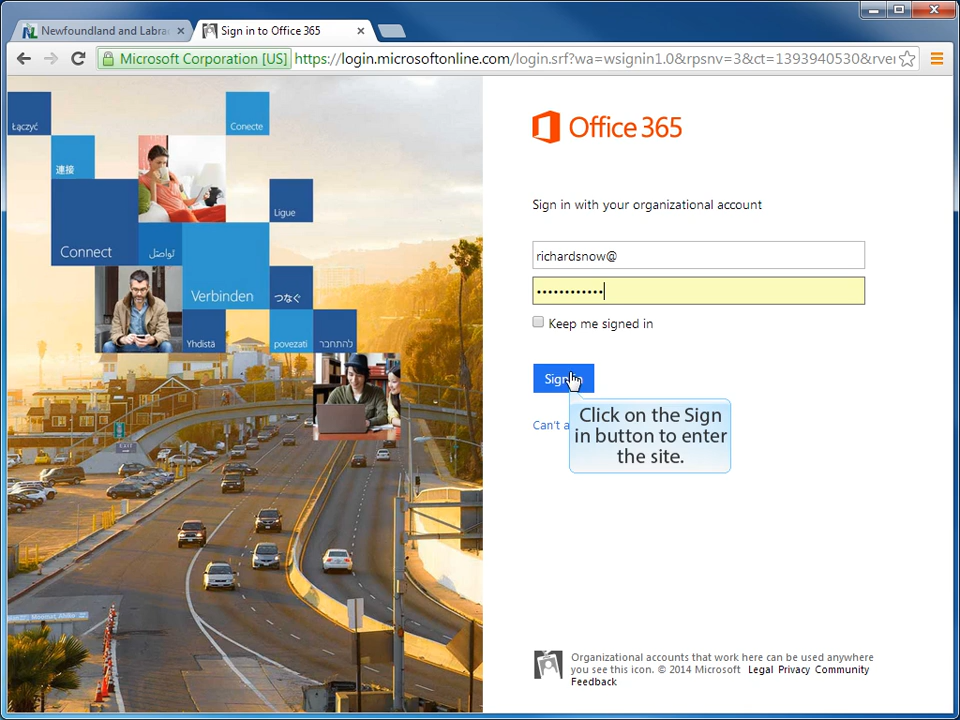 Newfoundland and Labra
Sign in to Office 365
Microsoft Corporation [US] https://login.microsoftonline.com/login.srf?wa=wsignin1.0&rpsnv=3&ct=1393940530&rver
Łączyć
Conecte
連接
Ligue
Connect
تواصل
Verbinden
つなぐ
Yhdistä
povezati
להתחבר
EXIT
Office 365
Sign in with your organizational account
richardsnow@
••••••••••••
Keep me signed in
Sign in
Can't a
Click on the Sign
in button to enter
the site.
Organizational accounts that work here can be used anywhere
you see this icon. © 2014 Microsoft Legal Privacy Community
Feedback